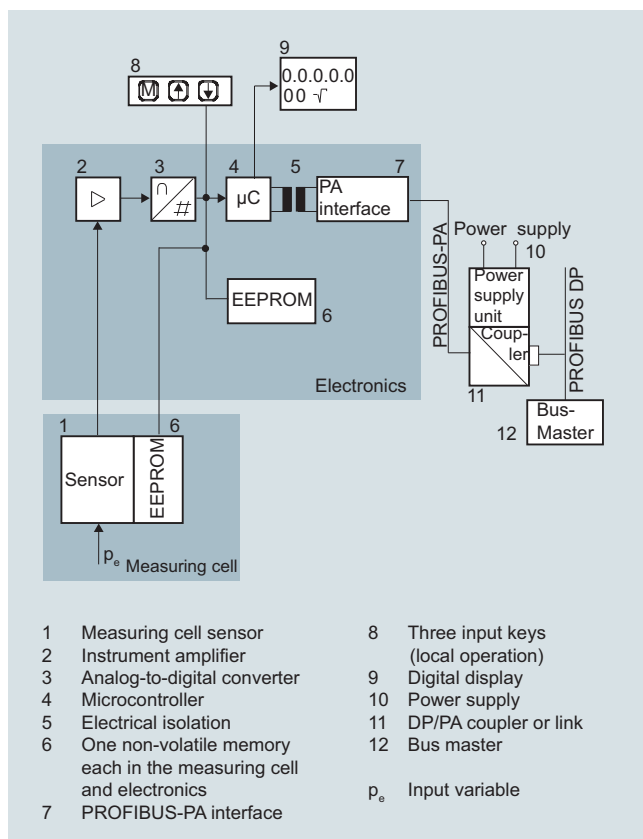 9
8
0.0.0.0.0
00 √
M
2
3
4
5
7
∩
#
µC
PA
interface
Power supply
10
PROFIBUS-PA
Power
supply
unit
PROFIBUS DP
Coup-
ler
EEPROM
6
Electronics
11
12
Bus-
Master
1
6
Sensor
EEPROM
pe Measuring cell
1 Measuring cell sensor
2 Instrument amplifier
3 Analog-to-digital converter
4 Microcontroller
5 Electrical isolation
6 One non-volatile memory
each in the measuring cell
and electronics
7 PROFIBUS-PA interface
8 Three input keys
(local operation)
9 Digital display
10 Power supply
11 DP/PA coupler or link
12 Bus master
pe Input variable